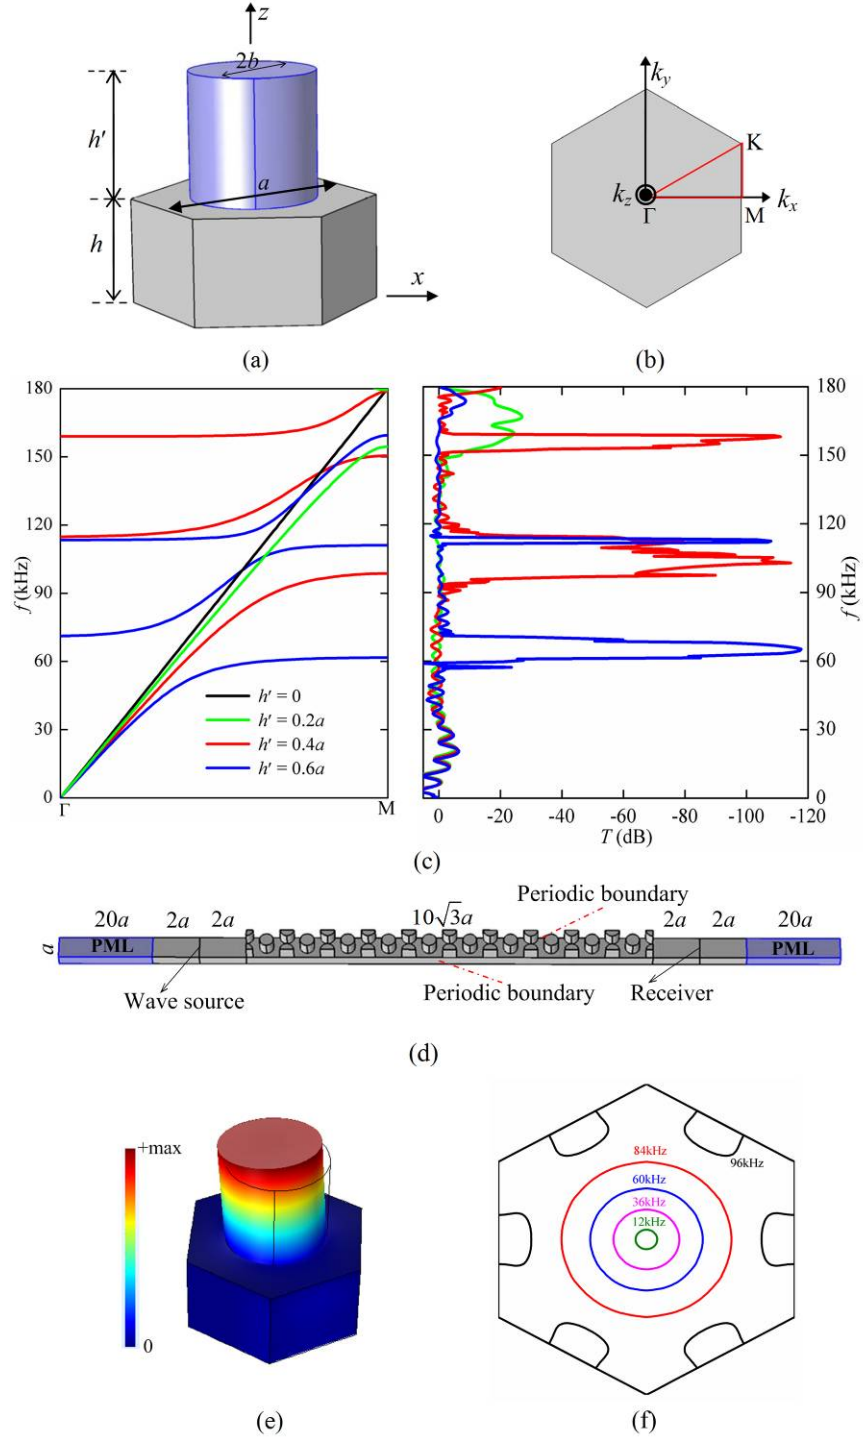 z
2b
h′
a
h
x
(a)
k_y
K
k_z
Γ
M
k_x
(b)
180
150
120
90
60
30
0
f (kHz)
Γ
M
h′ = 0
h′ = 0.2a
h′ = 0.4a
h′ = 0.6a
180
150
120
90
60
30
0
f (kHz)
0 -20 -40 -60 -80 -100 -120
T (dB)
(c)
Periodic boundary
20a 2a 2a 10√3a 2a 2a 20a
a
PML PML
Wave source
Periodic boundary
Receiver
(d)
+max
0
(e)
84kHz
96kHz
60kHz
36kHz
12kHz
(f)